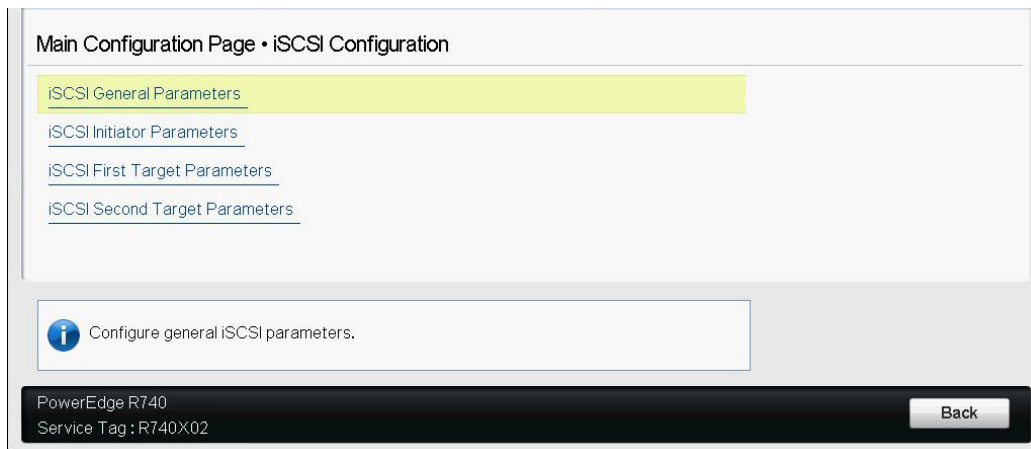 Main Configuration Page • iSCSI Configuration
iSCSI General Parameters
iSCSI Initiator Parameters
iSCSI First Target Parameters
iSCSI Second Target Parameters
Configure general iSCSI parameters.
PowerEdge R740
Service Tag : R740X02
Back